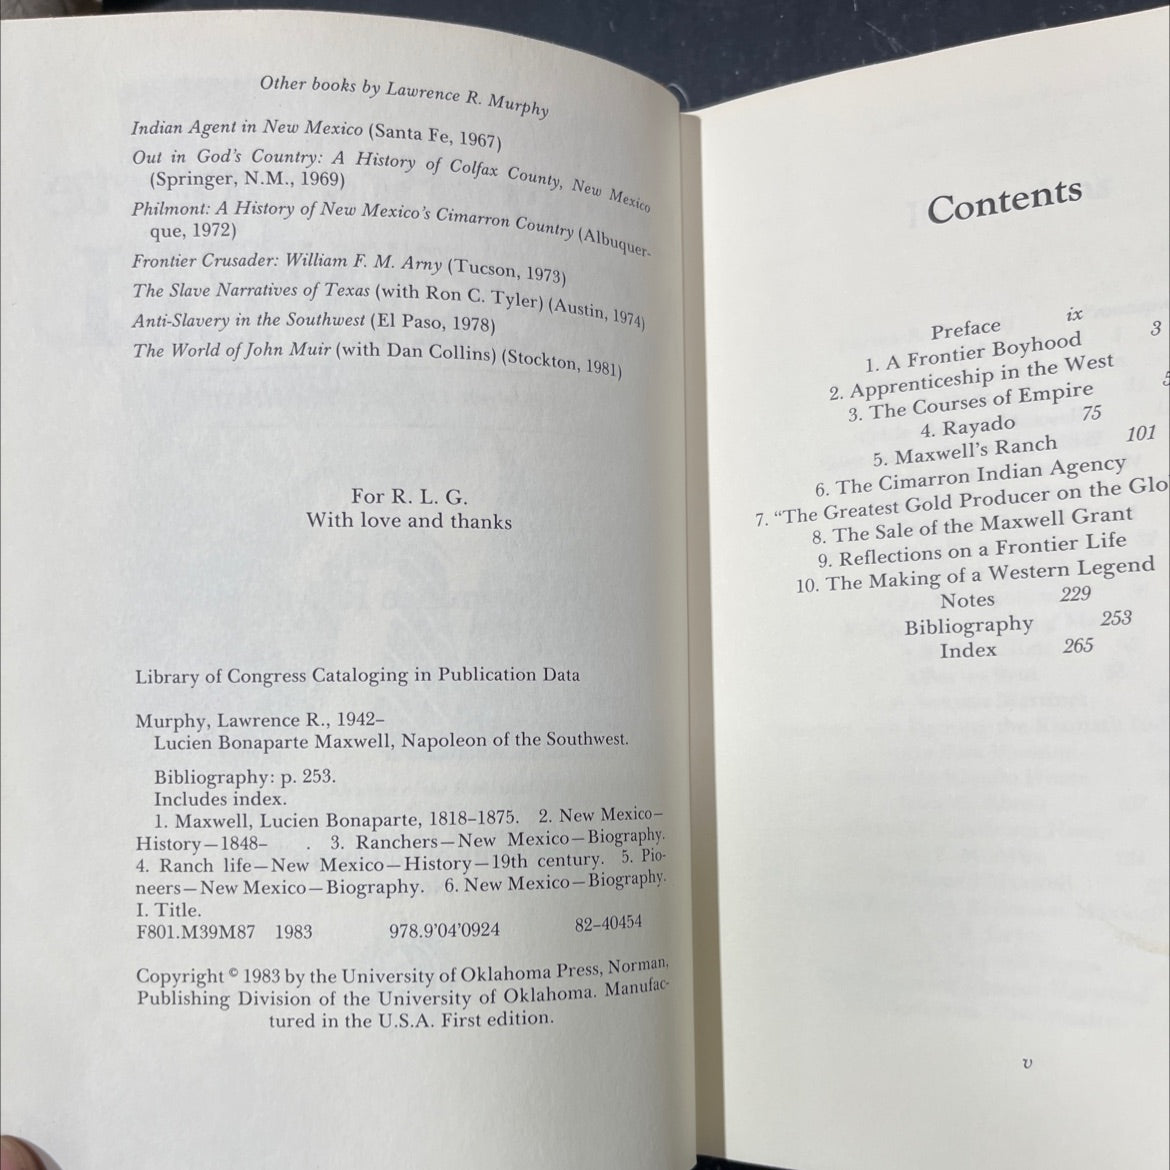 Other books by Lawrence R. Murphy
Indian Agent in New Mexico (Santa Fe, 1967)
Out in God's Country: A History of Colfax County, New Mexico
(Springer, N.M., 1969)
Philmont: A History of New Mexico's Cimarron Country (Albuquer-
que, 1972)
Frontier Crusader: William F. M. Arny (Tucson, 1973)
The Slave Narratives of Texas (with Ron C. Tyler) (Austin, 1974)
Anti-Slavery in the Southwest (El Paso, 1978)
The World of John Muir (with Dan Collins) (Stockton, 1981)
For R. L. G.
With love and thanks
Library of Congress Cataloging in Publication Data
Murphy, Lawrence R., 1942–
Lucien Bonaparte Maxwell, Napoleon of the Southwest.
Bibliography: p. 253.
Includes index.
1. Maxwell, Lucien Bonaparte, 1818–1875. 2. New Mexico—
History—1848– . 3. Ranchers—New Mexico—Biography.
4. Ranch life—New Mexico—History—19th century. 5. Pio-
neers—New Mexico—Biography. 6. New Mexico—Biography.
I. Title.
F801.M39M87 1983 978.9'04'0924 82–40454
Copyright © 1983 by the University of Oklahoma Press, Norman,
Publishing Division of the University of Oklahoma. Manufac-
tured in the U.S.A. First edition.
Contents
Preface ix
1. A Frontier Boyhood 3
2. Apprenticeship in the West
3. The Courses of Empire
4. Rayado 75
5. Maxwell's Ranch 101
6. The Cimarron Indian Agency
7. "The Greatest Gold Producer on the Glo
8. The Sale of the Maxwell Grant
9. Reflections on a Frontier Life
10. The Making of a Western Legend
Notes 229
Bibliography 253
Index 265
v